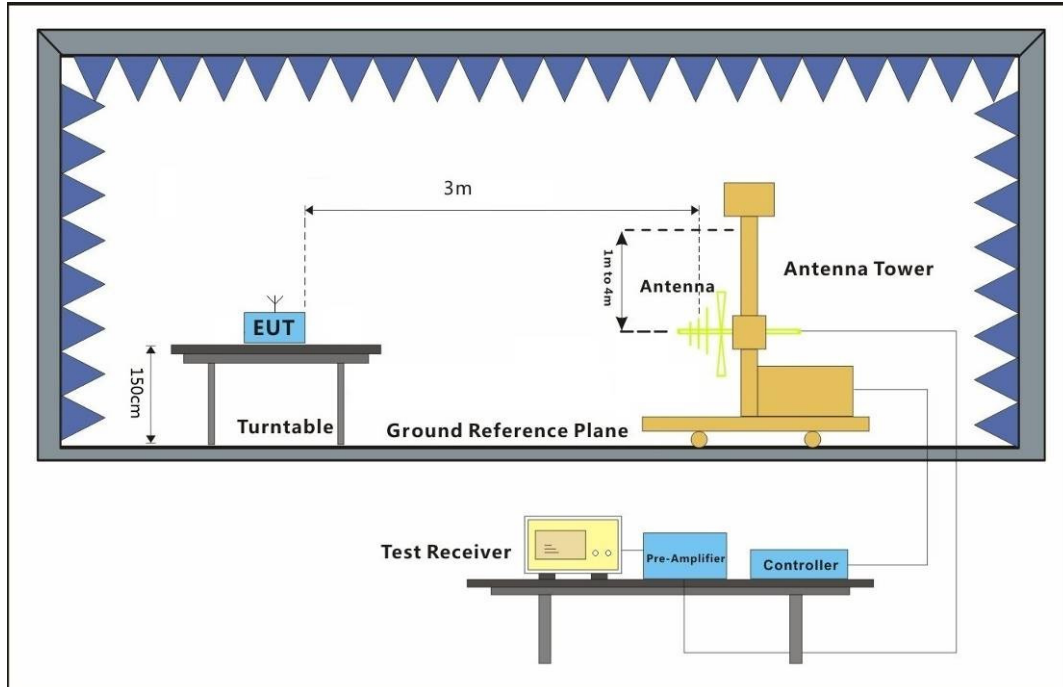 3m
1m to 4m
Antenna
Antenna Tower
EUT
150cm
Turntable
Ground Reference Plane
Test Receiver
Pre-Amplifier
Controller